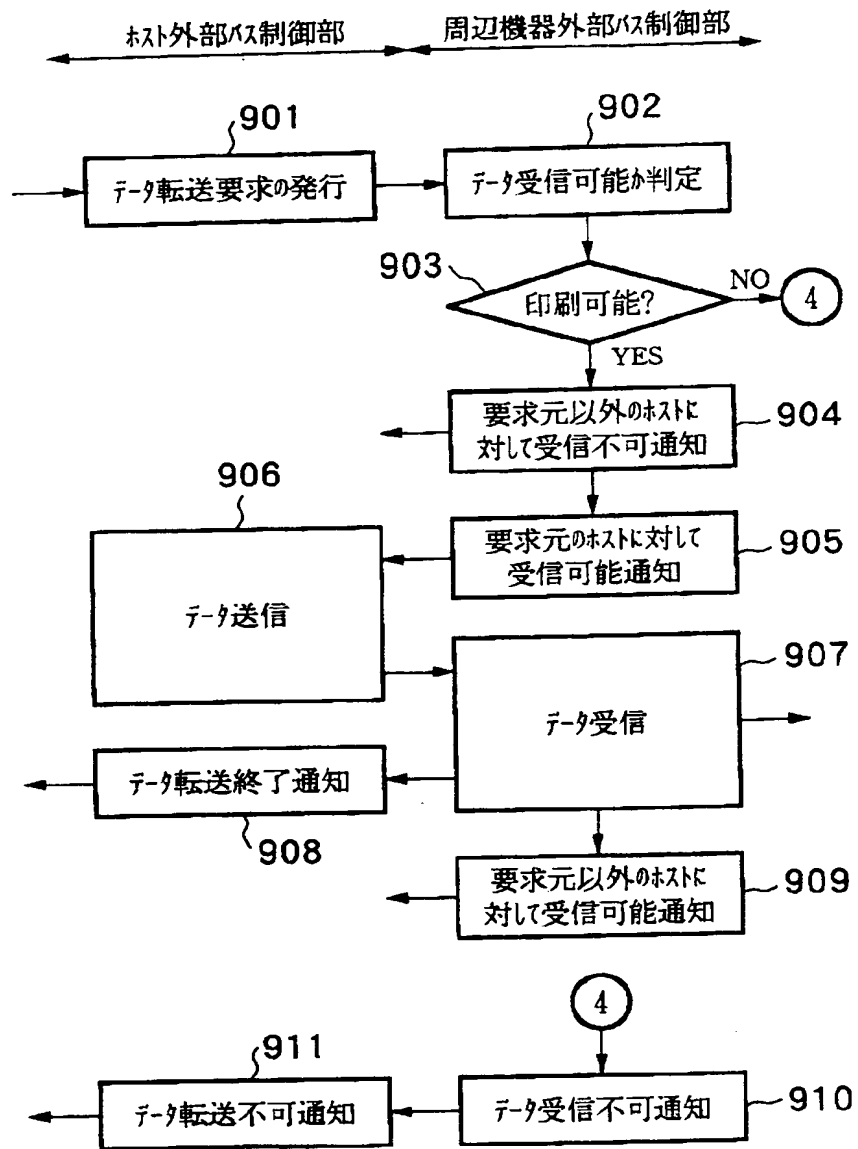 ホスト外部バス制御部
周辺機器外部バス制御部
901
902
データ転送要求の発行
データ受信可能か判定
903
印刷可能?
NO
4
YES
要求元以外のホストに
対して受信不可通知
904
906
要求元のホストに対して
受信可能通知
905
データ送信
907
データ受信
データ転送終了通知
908
要求元以外のホストに
対して受信可能通知
909
4
911
データ転送不可通知
データ受信不可通知
910